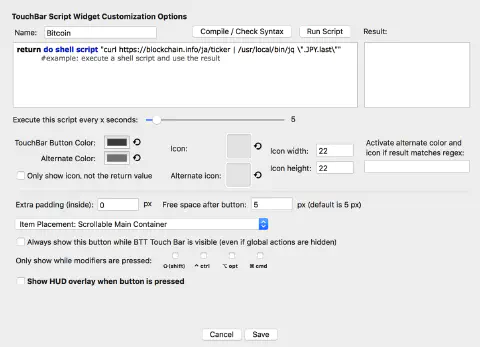 TouchBar Script Widget Customization Options
Name: Bitcoin Compile / Check Syntax Run Script Result:
return do shell script "curl https://blockchain.info/ja/ticker | /usr/local/bin/jq \".JPY.last\""
#example: execute a shell script and use the result
Execute this script every x seconds: 5
TouchBar Button Color: Icon: Icon width: 22 Activate alternate color and
icon if result matches regex:
Alternate Color: Icon height: 22
Only show icon, not the return value Alternate icon:
Extra padding (inside): 0 px Free space after button: 5 px (default is 5 px)
Item Placement: Scrollable Main Container
Always show this button while BTT Touch Bar is visible (even if global actions are hidden)
Only show while modifiers are pressed: ⇧(shift) ^ ctrl ⌥ opt ⌘ cmd
Show HUD overlay when button is pressed
Cancel Save